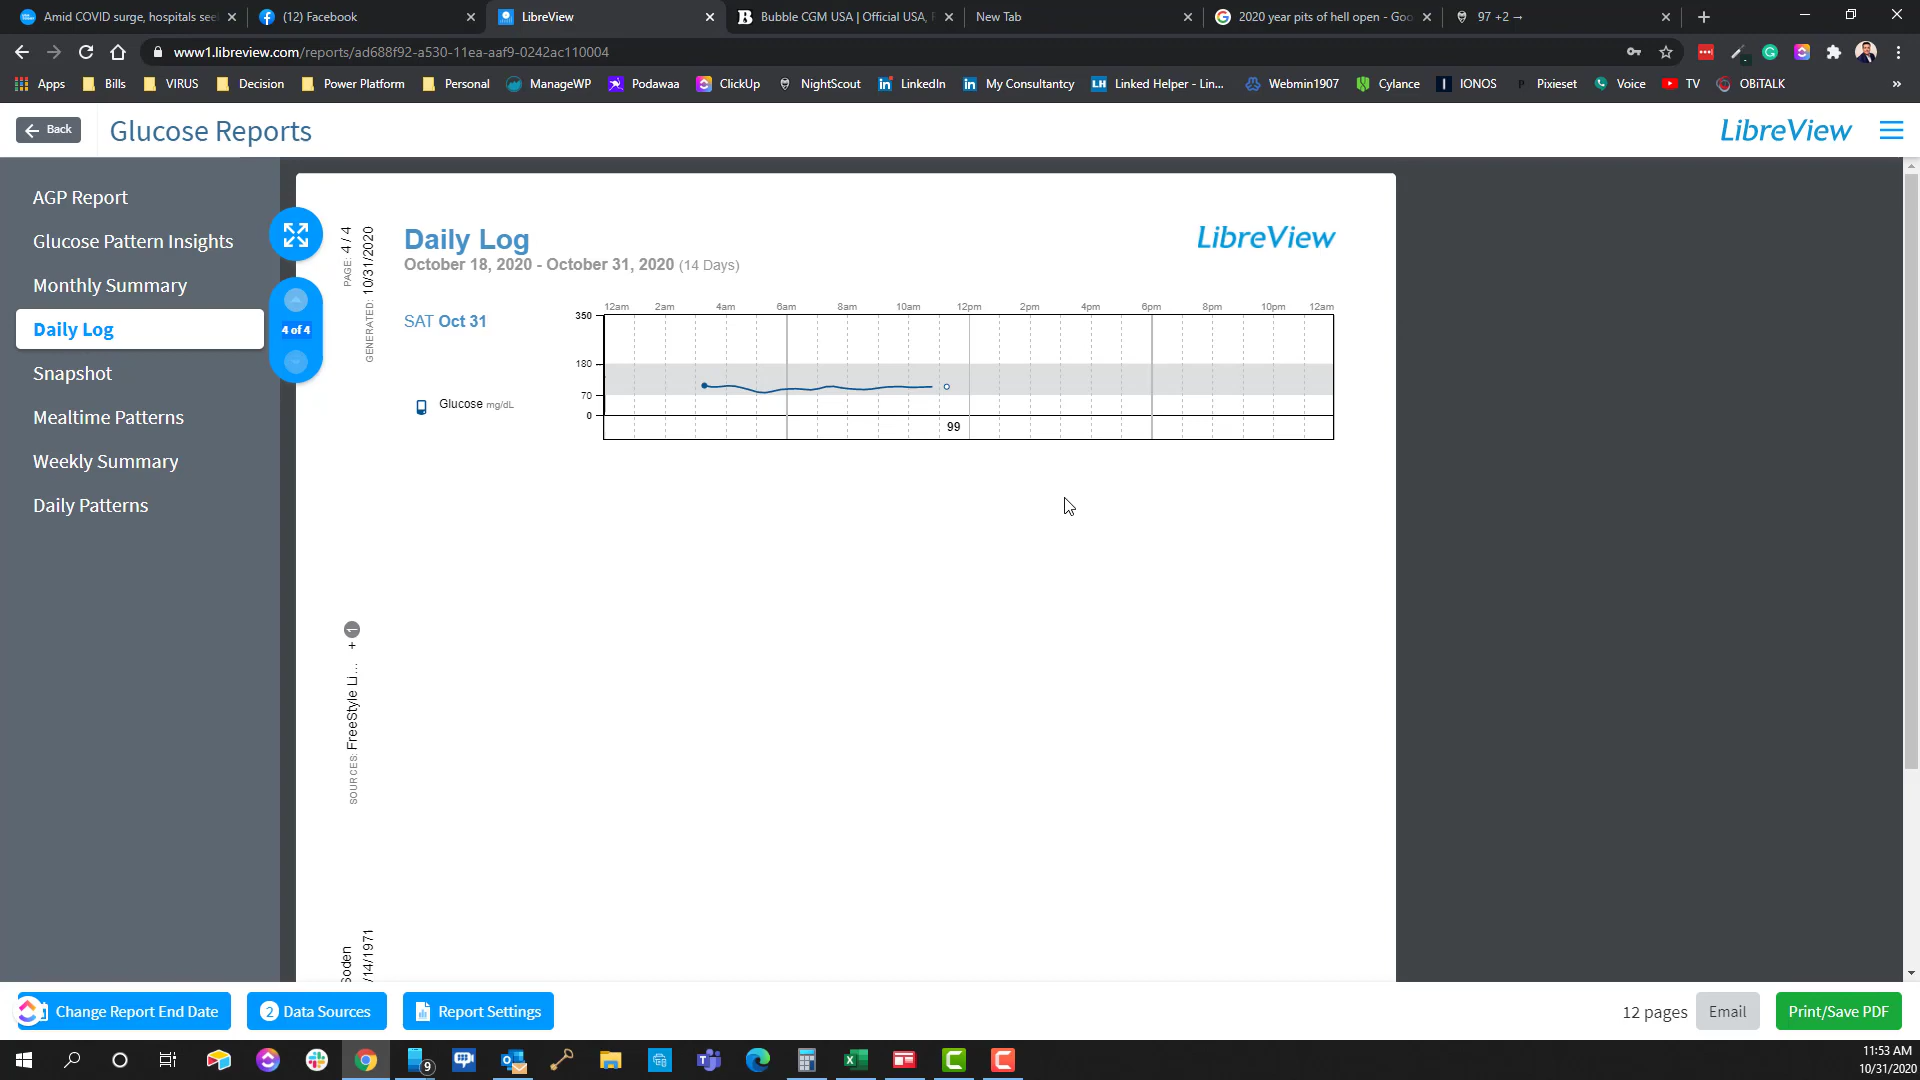 Amid COVID surge, hospitals see
(12) Facebook
LibreView
Bubble CGM USA | Official USA,
New Tab
2020 year pits of hell open - Goo
97 +2 →
www1.libreview.com/reports/ad688f92-a530-11ea-aaf9-0242ac110004
Apps
Bills
VIRUS
Decision
Power Platform
Personal
ManageWP
Podawaa
ClickUp
NightScout
LinkedIn
My Consultantcy
LH Linked Helper - Lin...
Webmin1907
Cylance
IONOS
Pixieset
Voice
TV
OBiTALK
»
Back
Glucose Reports
LibreView
AGP Report
Glucose Pattern Insights
Monthly Summary
Daily Log
Snapshot
Mealtime Patterns
Weekly Summary
Daily Patterns
4 of 4
PAGE: 4 / 4
GENERATED: 10/31/2020
Daily Log
October 18, 2020 - October 31, 2020 (14 Days)
LibreView
SAT Oct 31
12am 2am 4am 6am 8am 10am 12pm 2pm 4pm 6pm 8pm 10pm 12am
350
180
70
0
Glucose mg/dL
99
+ 1
SOURCES: FreeStyle Li...
Soden
/14/1971
Change Report End Date
2 Data Sources
Report Settings
12 pages
Email
Print/Save PDF
9
11:53 AM
10/31/2020